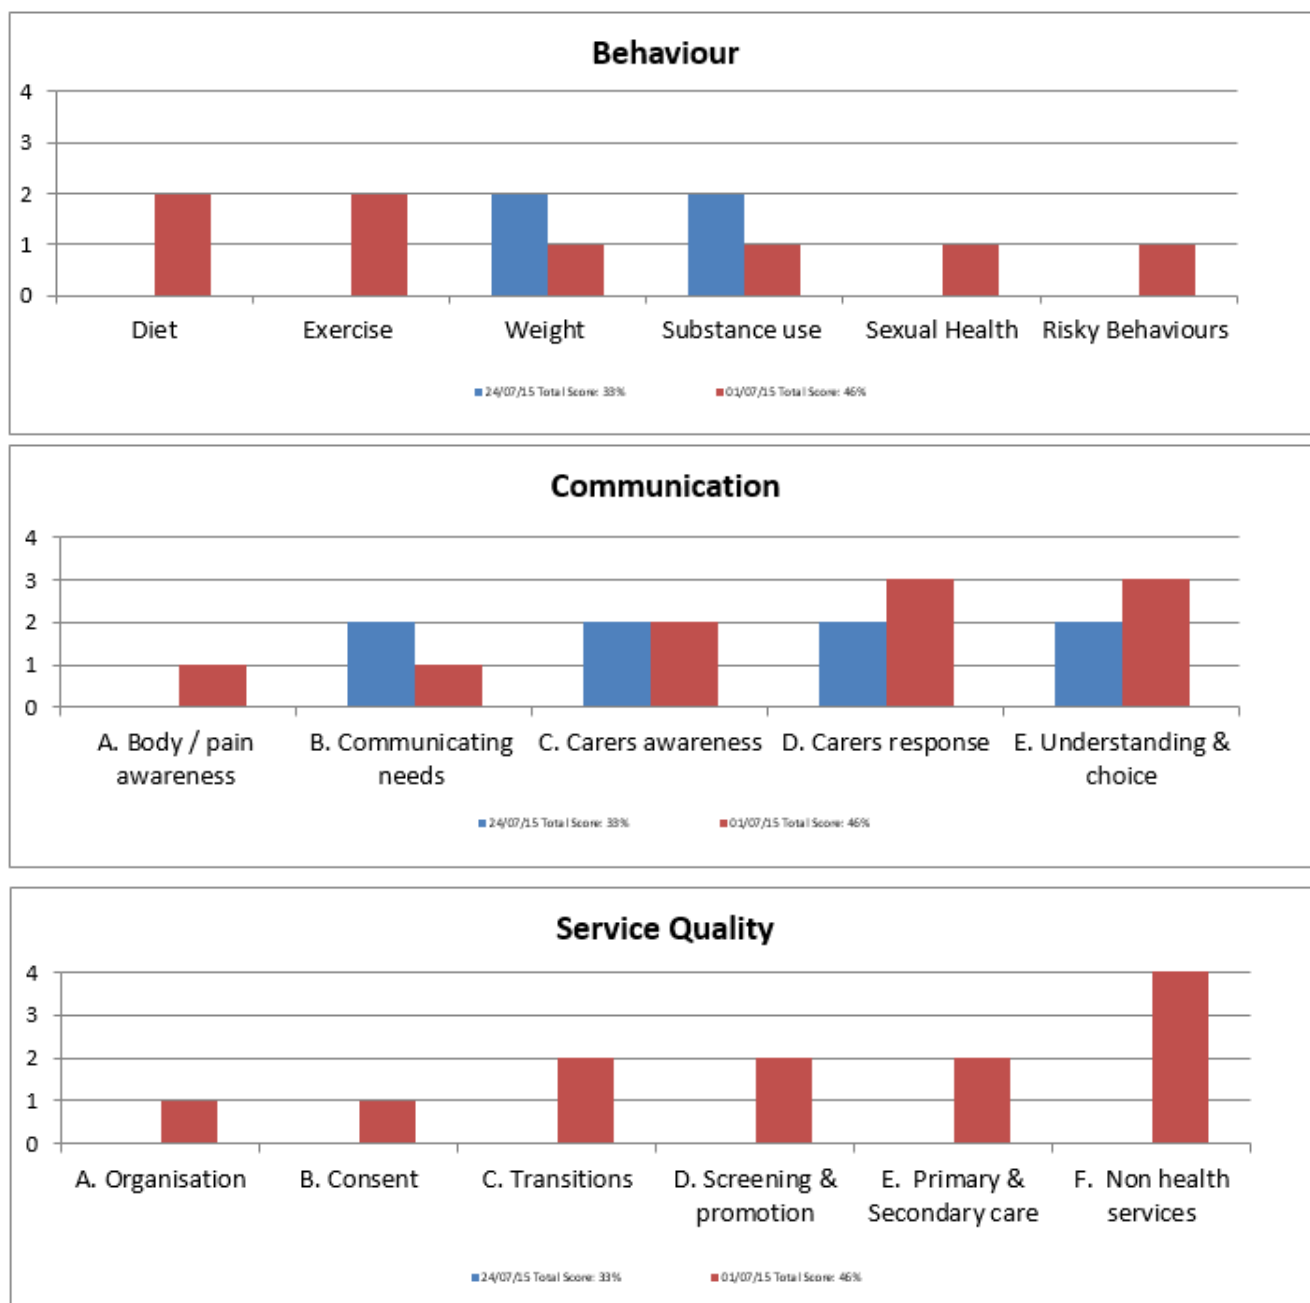 Behaviour
4
3
2
1
0
Diet Exercise Weight Substance use Sexual Health Risky Behaviours
24/07/15 Total Score: 33% 01/07/15 Total Score: 46%
Communication
4
3
2
1
0
A. Body / pain awareness
B. Communicating needs
C. Carers awareness
D. Carers response
E. Understanding & choice
24/07/15 Total Score: 33% 01/07/15 Total Score: 46%
Service Quality
4
3
2
1
0
A. Organisation
B. Consent
C. Transitions
D. Screening & promotion
E. Primary & Secondary care
F. Non health services
24/07/15 Total Score: 33% 01/07/15 Total Score: 46%